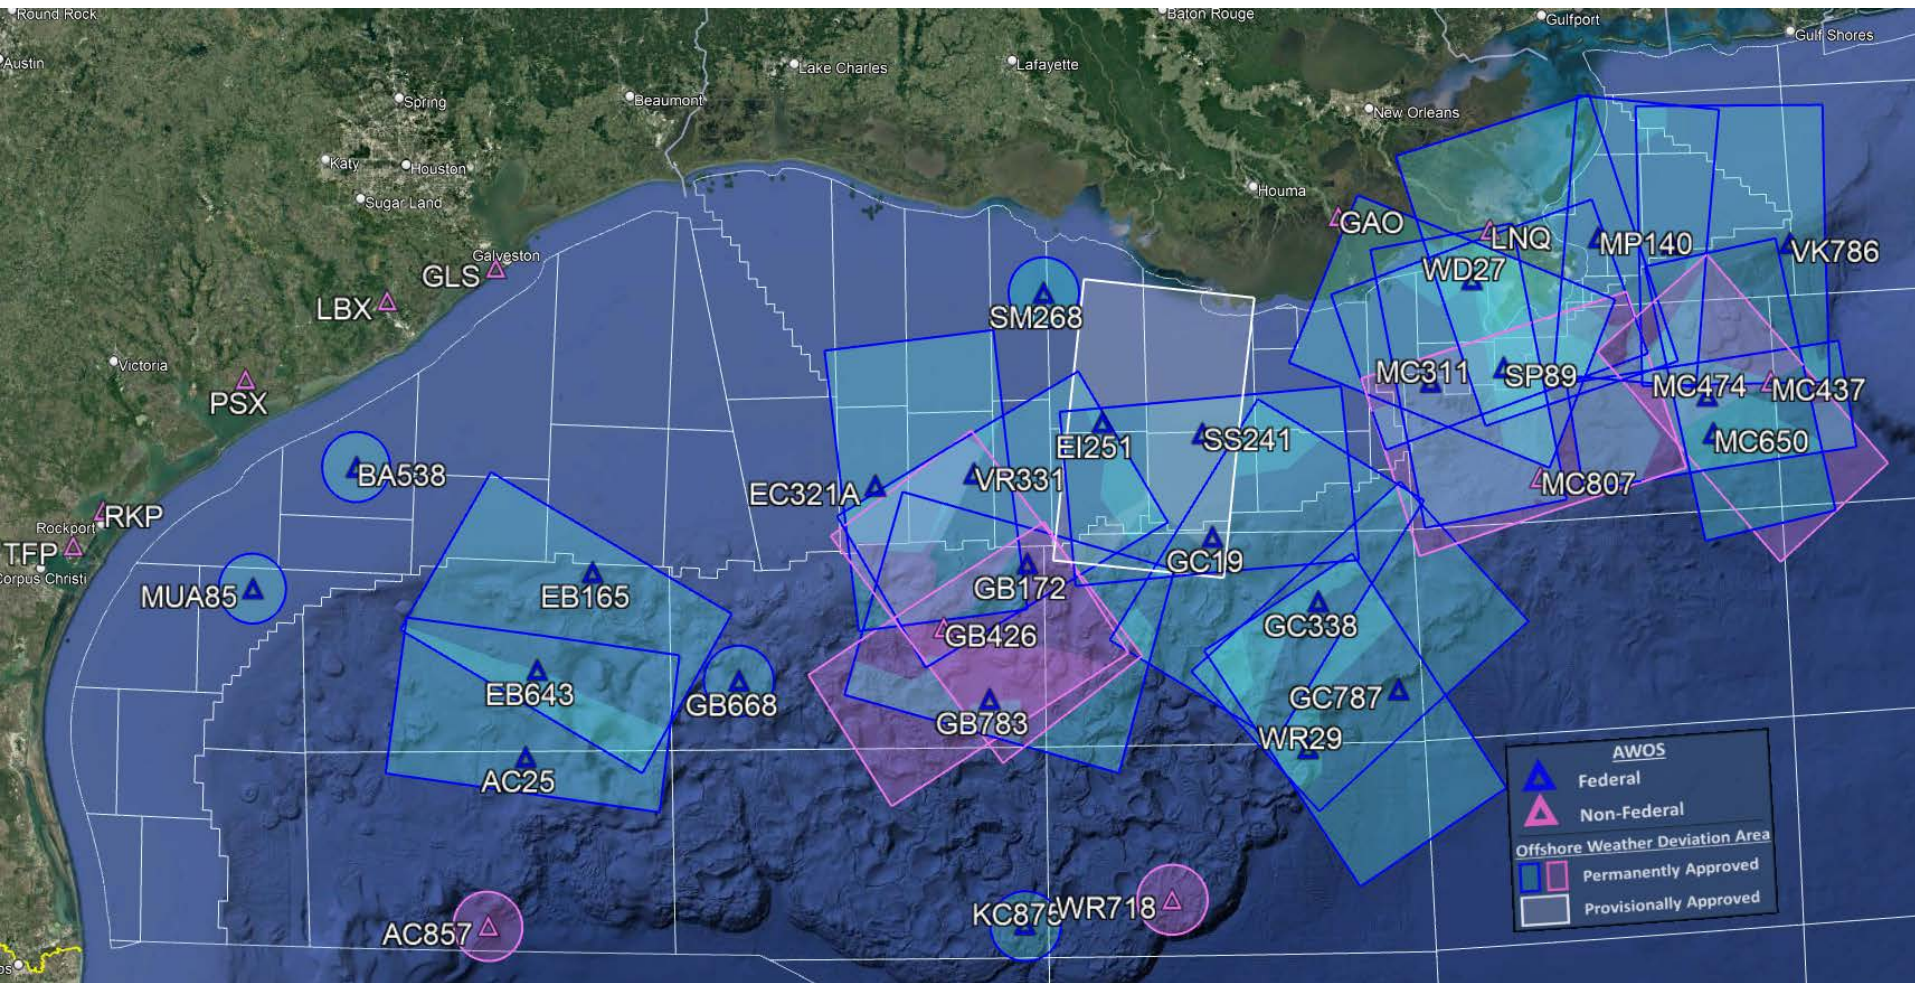 Round Rock
Baton Rouge
Gulfport
Gulf Shores
Austin
Lake Charles
Lafayette
Spring
Beaumont
New Orleans
Katy
Houston
Houma
Sugar Land
GAO
LNQ
MP140
VK786
Galveston
GLS
WD27
LBX
SM268
Victoria
PSX
MC311
SP89
MC474
MC437
EI251
SS241
MC650
BA538
VR331
EC321A
MC807
RKP
Rockport
TFP
Corpus Christi
GC19
MUA85
EB165
GB172
GC338
GB426
EB643
GB668
GC787
GB783
WR29
AC25
KC875
WR718
AC857
AWOS
Federal
Non-Federal
Offshore Weather Deviation Area
Permanently Approved
Provisionally Approved